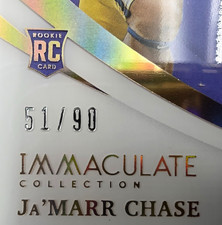 ROOKIE
RC
CARD
51/90
IMMACULATE
COLLECTION
JA'MARR CHASE